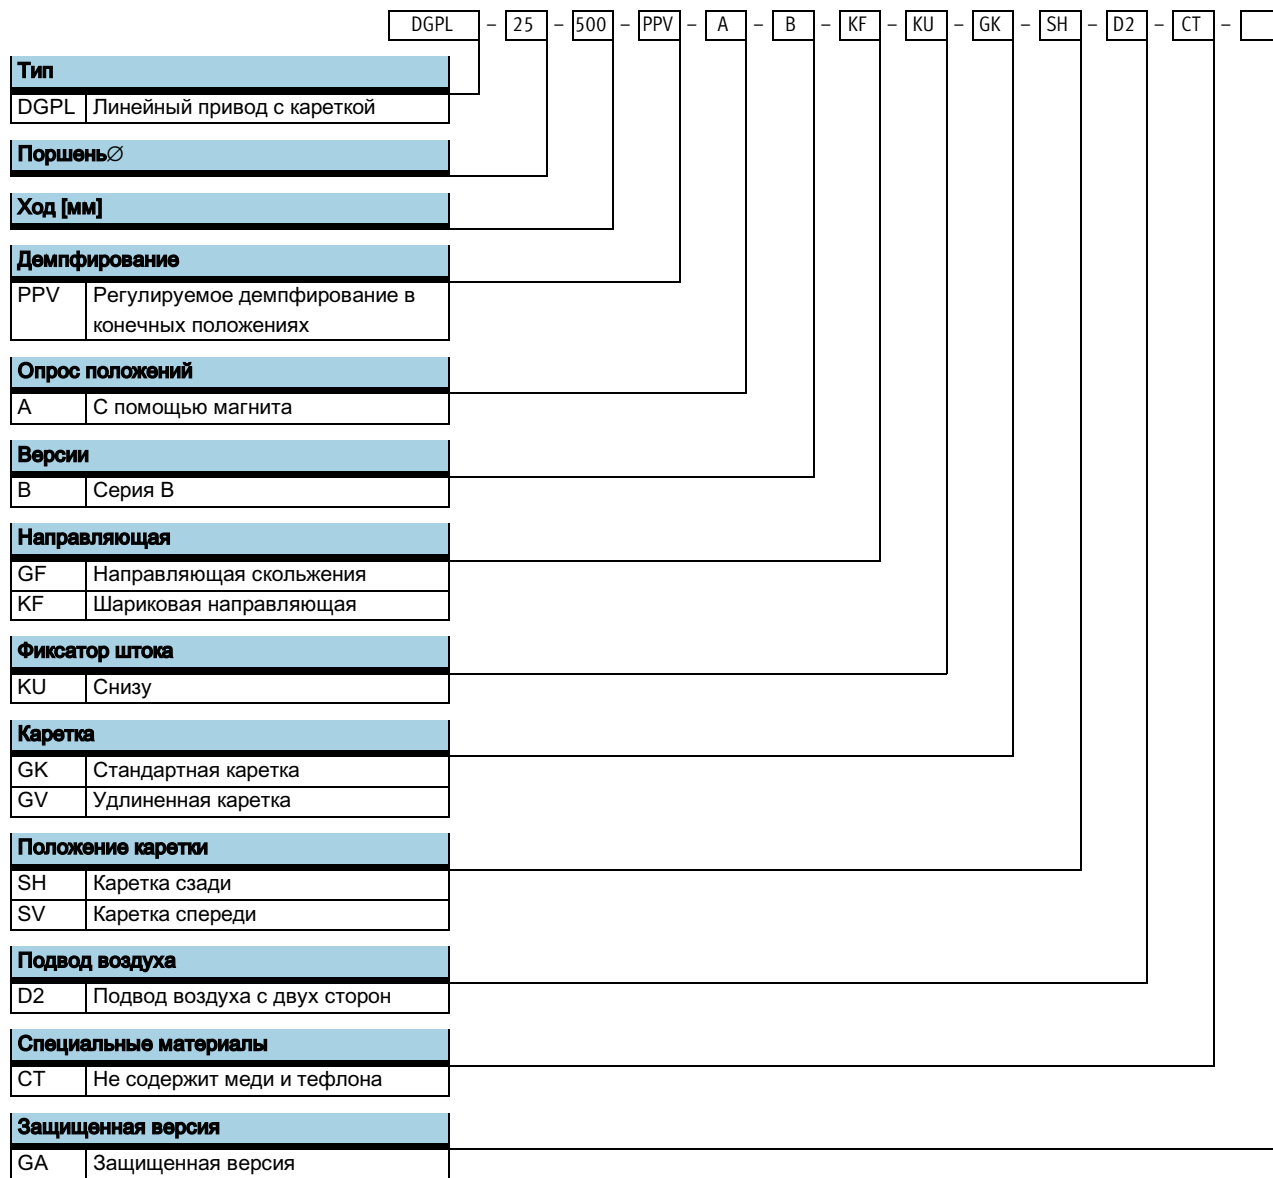 DGPL – 25 – 500 – PPV – A – B – KF – KU – GK – SH – D2 – CT –
Тип
DGPL Линейный привод с кареткой
Поршень∅
Ход [мм]
Демпфирование
PPV Регулируемое демпфирование в
конечных положениях
Опрос положений
A С помощью магнита
Версии
B Серия B
Направляющая
GF Направляющая скольжения
KF Шариковая направляющая
Фиксатор штока
KU Снизу
Каретка
GK Стандартная каретка
GV Удлиненная каретка
Положение каретки
SH Каретка сзади
SV Каретка спереди
Подвод воздуха
D2 Подвод воздуха с двух сторон
Специальные материалы
CT Не содержит меди и тефлона
Защищенная версия
GA Защищенная версия